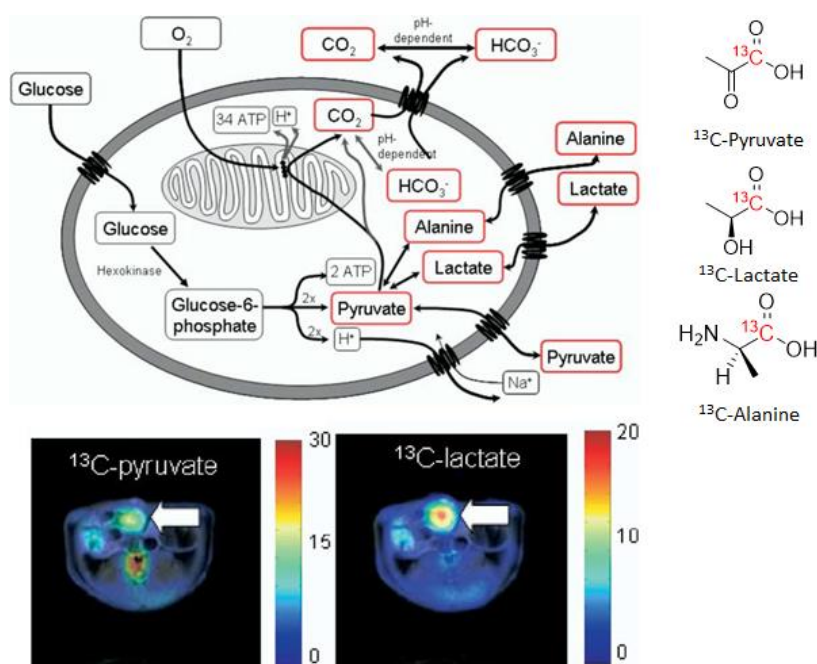 O₂
CO₂
pH-
dependent
HCO₃⁻
Glucose
34 ATP
H⁺
CO₂
pH-
dependent
HCO₃⁻
Alanine
Lactate
Glucose
Hexokinase
Alanine
Lactate
2 ATP
Glucose-6-
phosphate
2x
Pyruvate
2x
H⁺
Na⁺
Pyruvate
O
¹³C
OH
O
¹³C-Pyruvate
O
¹³C
OH
OH
¹³C-Lactate
O
H₂N
¹³C
OH
H
¹³C-Alanine
¹³C-pyruvate
30
15
0
¹³C-lactate
20
10
0